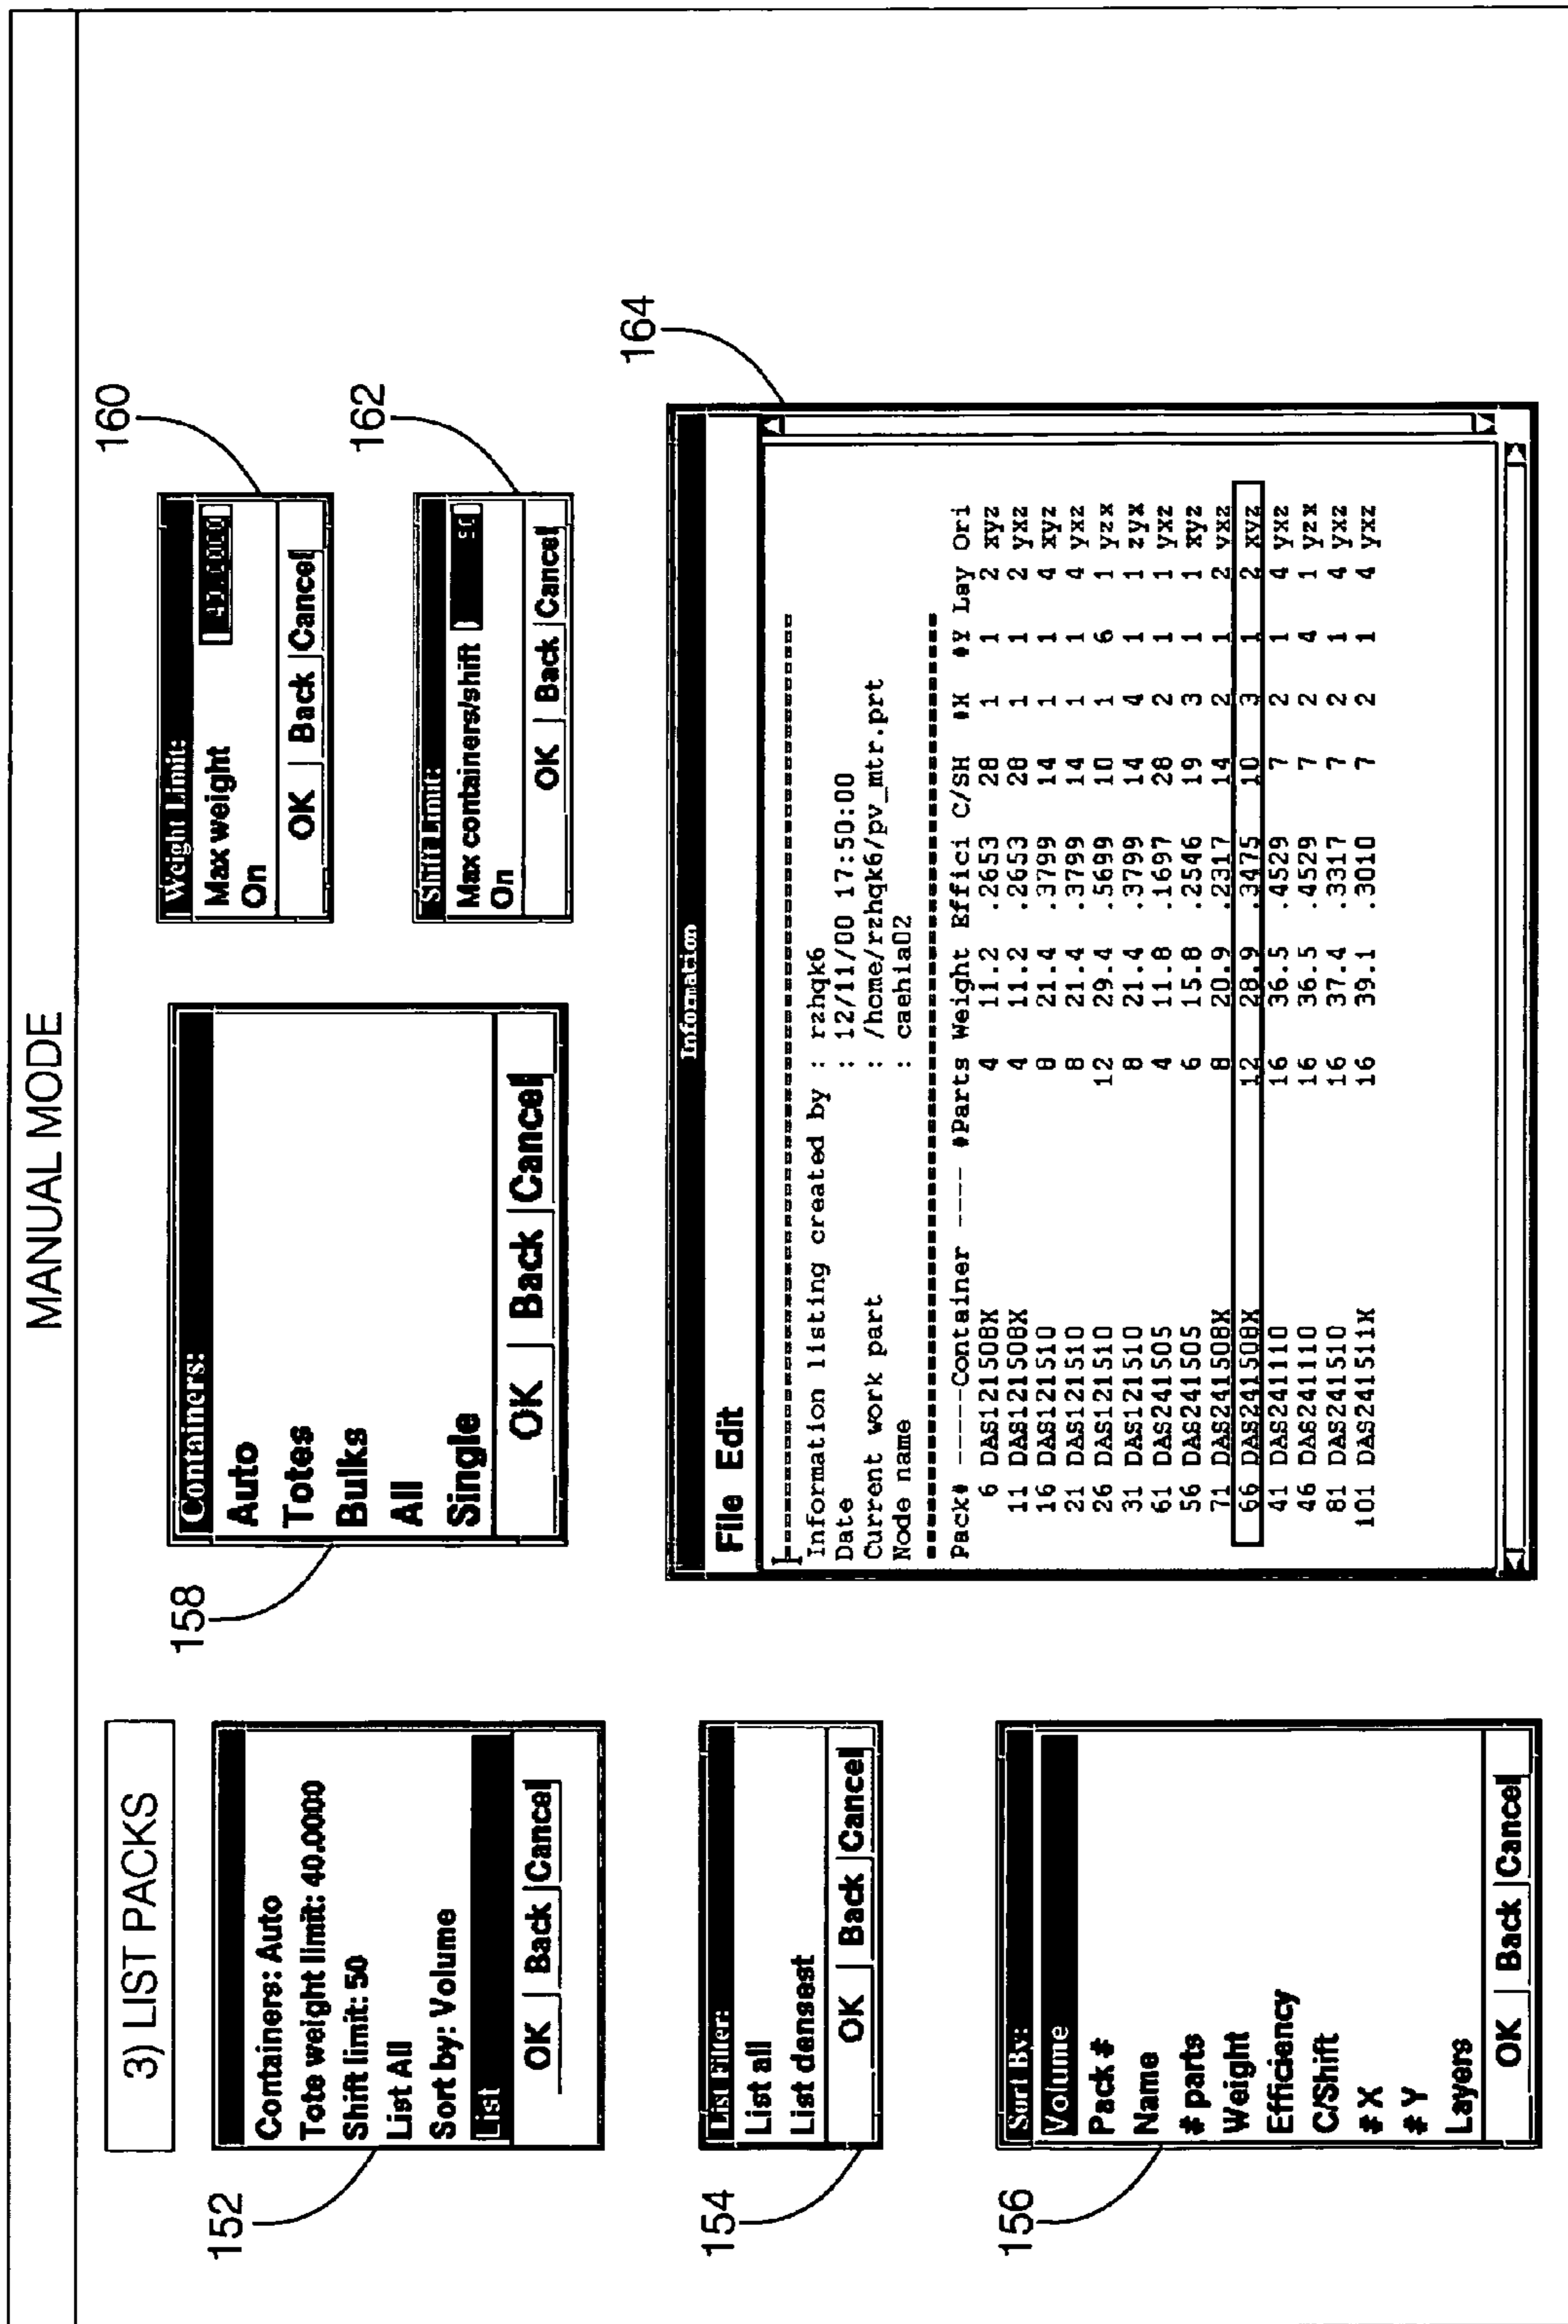 MANUAL MODE
3) LIST PACKS
152
Containers: Auto
Tote weight limit: 40.0000
Shift limit: 50
List All
Sort by: Volume
List
OK Back Cancel
154
List Filter:
List all
List densest
OK Back Cancel
156
Sort By:
Volume
Pack #
Name
# parts
Weight
Efficiency
C/Shift
# X
# Y
Layers
OK Back Cancel
158
Containers:
Auto
Totes
Bulks
All
Single
OK Back Cancel
160
Weight Limit:
Max weight 40.0000
On
OK Back Cancel
162
Shift Limit:
Max containers/shift 50
On
OK Back Cancel
164
Information
File Edit
============================================================
Information listing created by : rzhqk6
Date : 12/11/00 17:50:00
Current work part : /home/rzhqk6/pv_mtr.prt
Node name : caehia02
============================================================
Pack# -----Container ---- #Parts Weight Effici C/SH #X #Y Lay Ori
6 DAS121508X 4 11.2 .2653 28 1 1 2 xyz
11 DAS121508X 4 11.2 .2653 28 1 1 2 yxz
16 DAS121510 8 21.4 .3799 14 1 1 4 xyz
21 DAS121510 8 21.4 .3799 14 1 1 4 yxz
26 DAS121510 12 29.4 .5699 10 1 6 1 yzx
31 DAS121510 8 21.4 .3799 14 4 1 1 zyx
61 DAS241505 4 11.8 .1697 28 2 1 1 yxz
56 DAS241505 6 15.8 .2546 19 3 1 1 xyz
71 DAS241508X 8 20.9 .2317 14 2 1 2 yxz
66 DAS241508X 12 28.9 .3475 10 3 1 2 xyz
41 DAS241110 16 36.5 .4529 7 2 1 4 yxz
46 DAS241110 16 36.5 .4529 7 2 4 1 yzx
81 DAS241510 16 37.4 .3317 7 2 1 4 yxz
101 DAS241511X 16 39.1 .3010 7 2 1 4 yxz